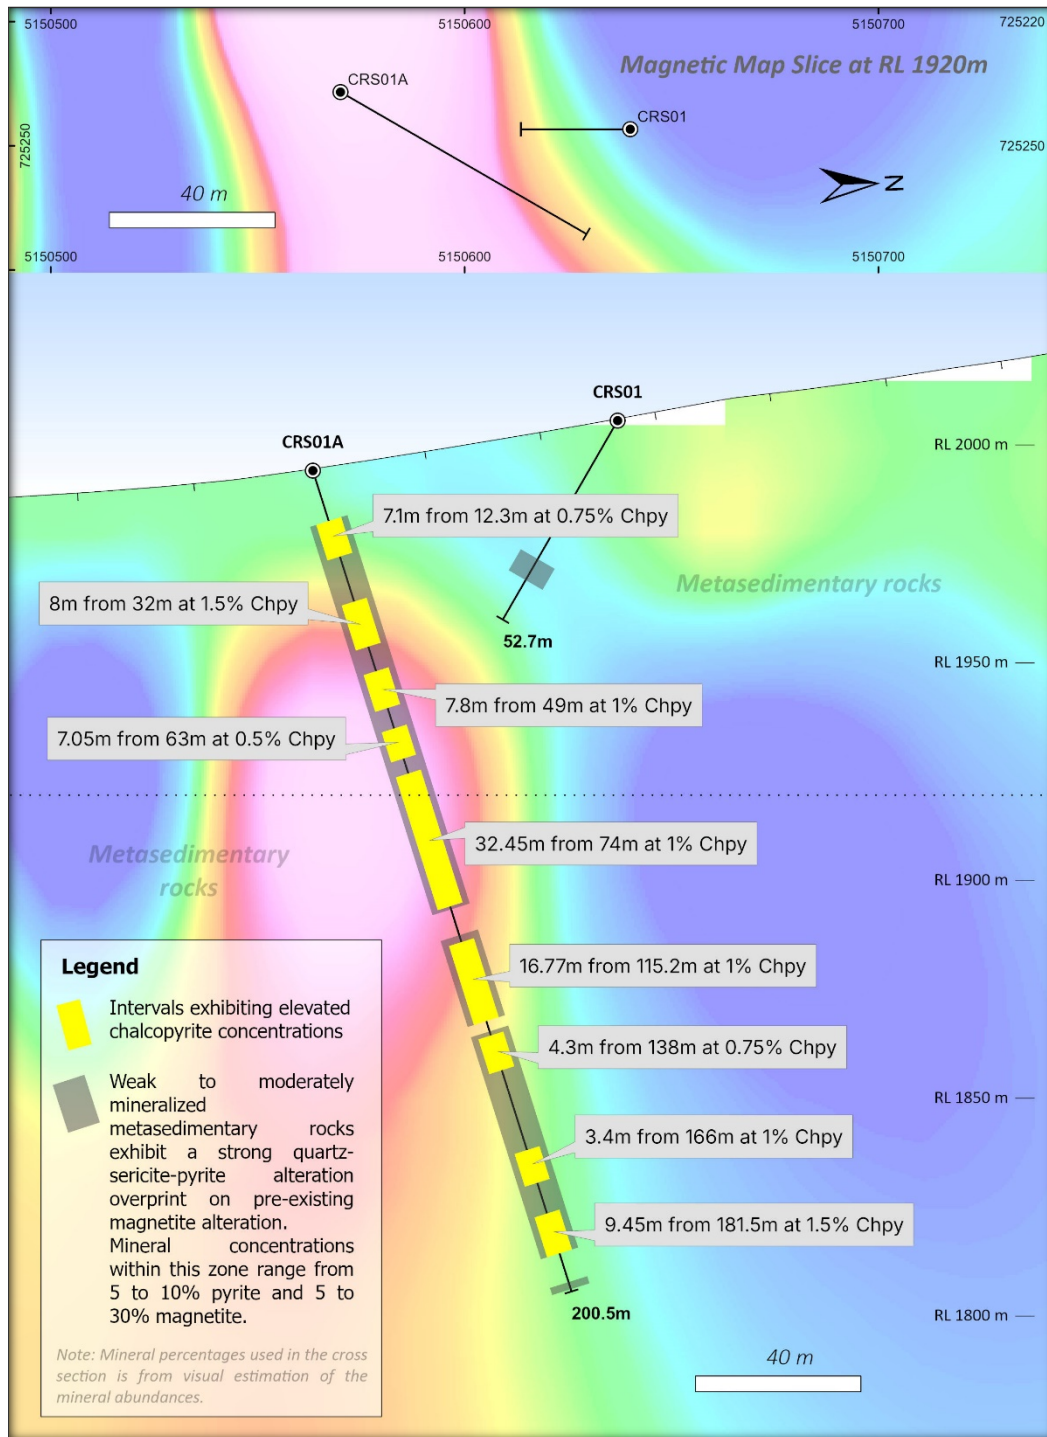 5150500
5150600
5150700
725220
Magnetic Map Slice at RL 1920m
CRS01A
CRS01
725250
725250
40 m
N
5150500
5150600
5150700
CRS01
CRS01A
RL 2000 m
7.1m from 12.3m at 0.75% Chpy
Metasedimentary rocks
8m from 32m at 1.5% Chpy
52.7m
RL 1950 m
7.8m from 49m at 1% Chpy
7.05m from 63m at 0.5% Chpy
32.45m from 74m at 1% Chpy
Metasedimentary
rocks
RL 1900 m
16.77m from 115.2m at 1% Chpy
4.3m from 138m at 0.75% Chpy
RL 1850 m
3.4m from 166m at 1% Chpy
9.45m from 181.5m at 1.5% Chpy
200.5m
RL 1800 m
40 m
Legend
Intervals exhibiting elevated
chalcopyrite concentrations
Weak to moderately
mineralized
metasedimentary rocks
exhibit a strong quartz-
sericite-pyrite alteration
overprint on pre-existing
magnetite alteration.
Mineral concentrations
within this zone range from
5 to 10% pyrite and 5 to
30% magnetite.
Note: Mineral percentages used in the cross
section is from visual estimation of the
mineral abundances.